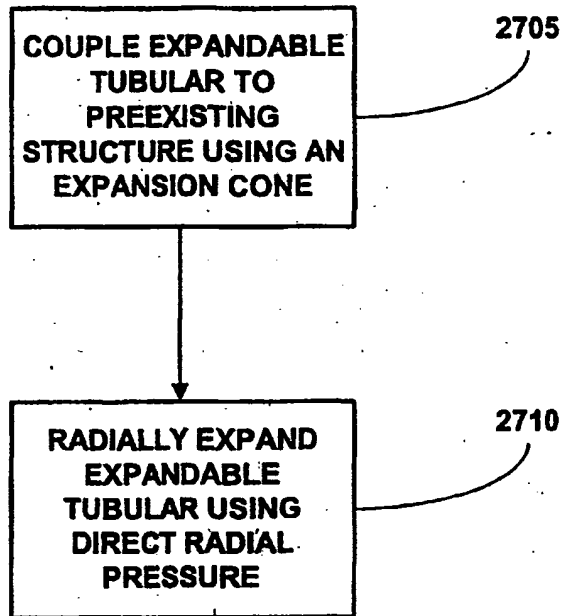 2705
COUPLE EXPANDABLE
TUBULAR TO
PREEXISTING
STRUCTURE USING AN
EXPANSION CONE
2710
RADIALLY EXPAND
EXPANDABLE
TUBULAR USING
DIRECT RADIAL
PRESSURE